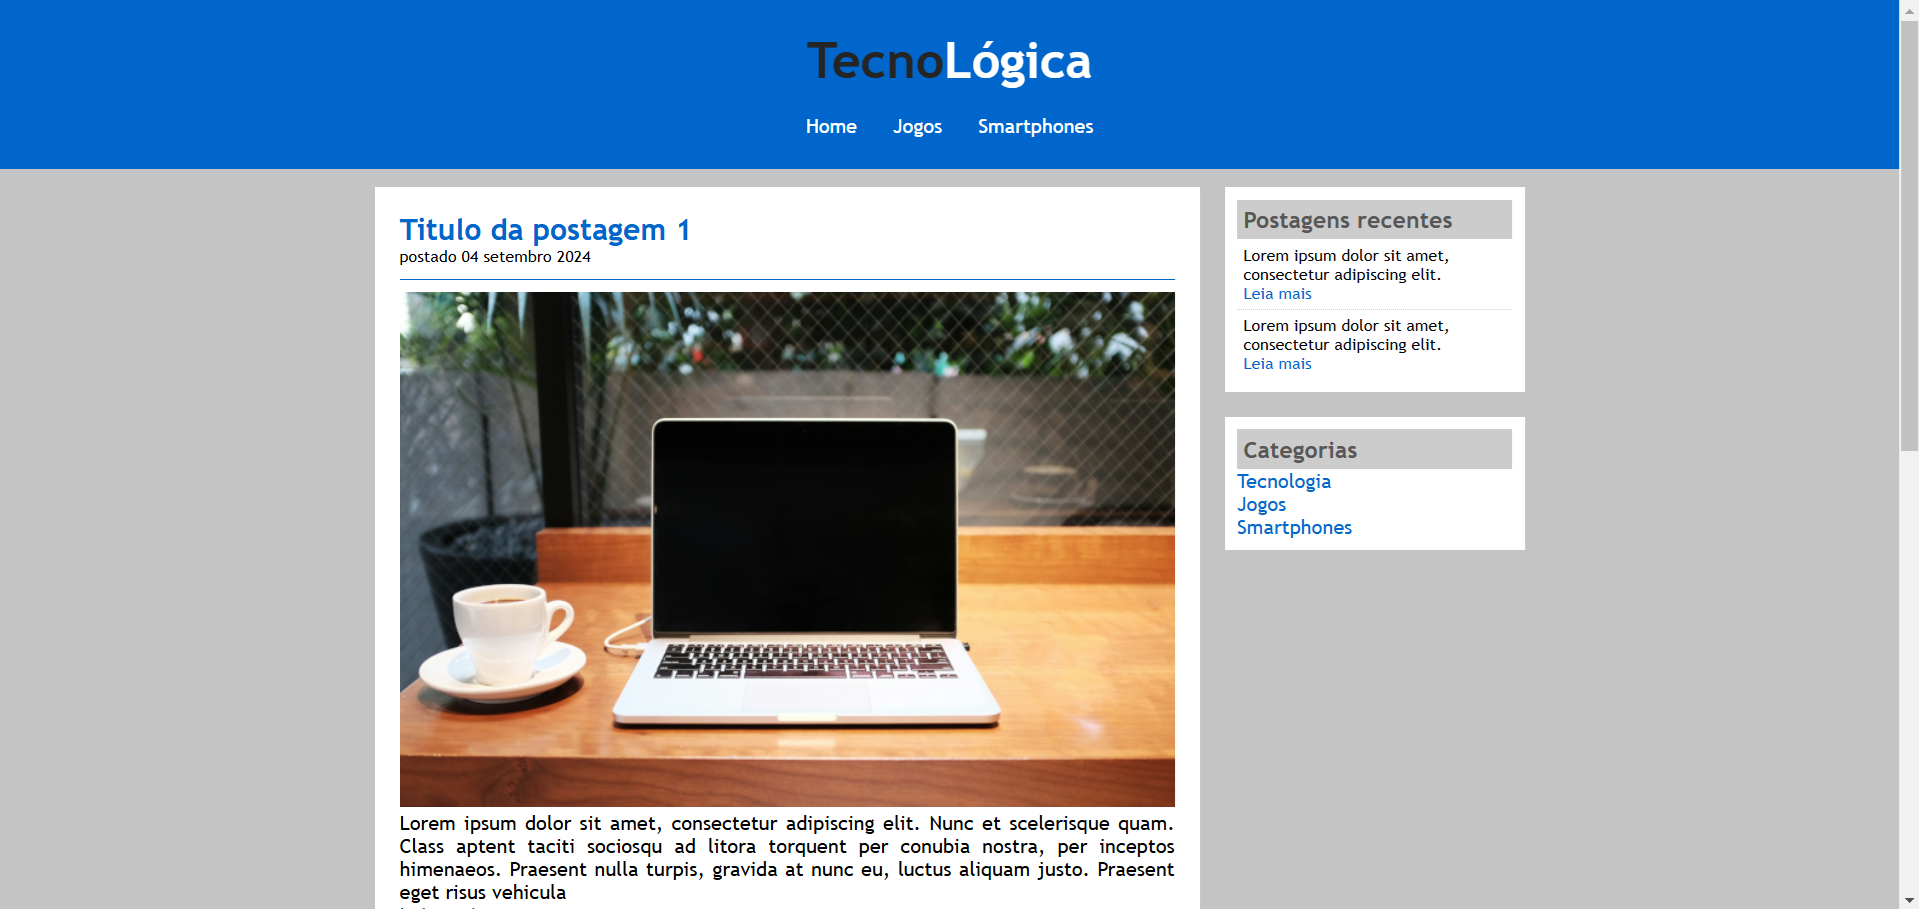 TecnoLógica
Home Jogos Smartphones
Titulo da postagem 1
postado 04 setembro 2024
Lorem ipsum dolor sit amet, consectetur adipiscing elit. Nunc et scelerisque quam.
Class aptent taciti sociosqu ad litora torquent per conubia nostra, per inceptos
himenaeos. Praesent nulla turpis, gravida at nunc eu, luctus aliquam justo. Praesent
eget risus vehicula
Postagens recentes
Lorem ipsum dolor sit amet,
consectetur adipiscing elit.
Leia mais
Lorem ipsum dolor sit amet,
consectetur adipiscing elit.
Leia mais
Categorias
Tecnologia
Jogos
Smartphones